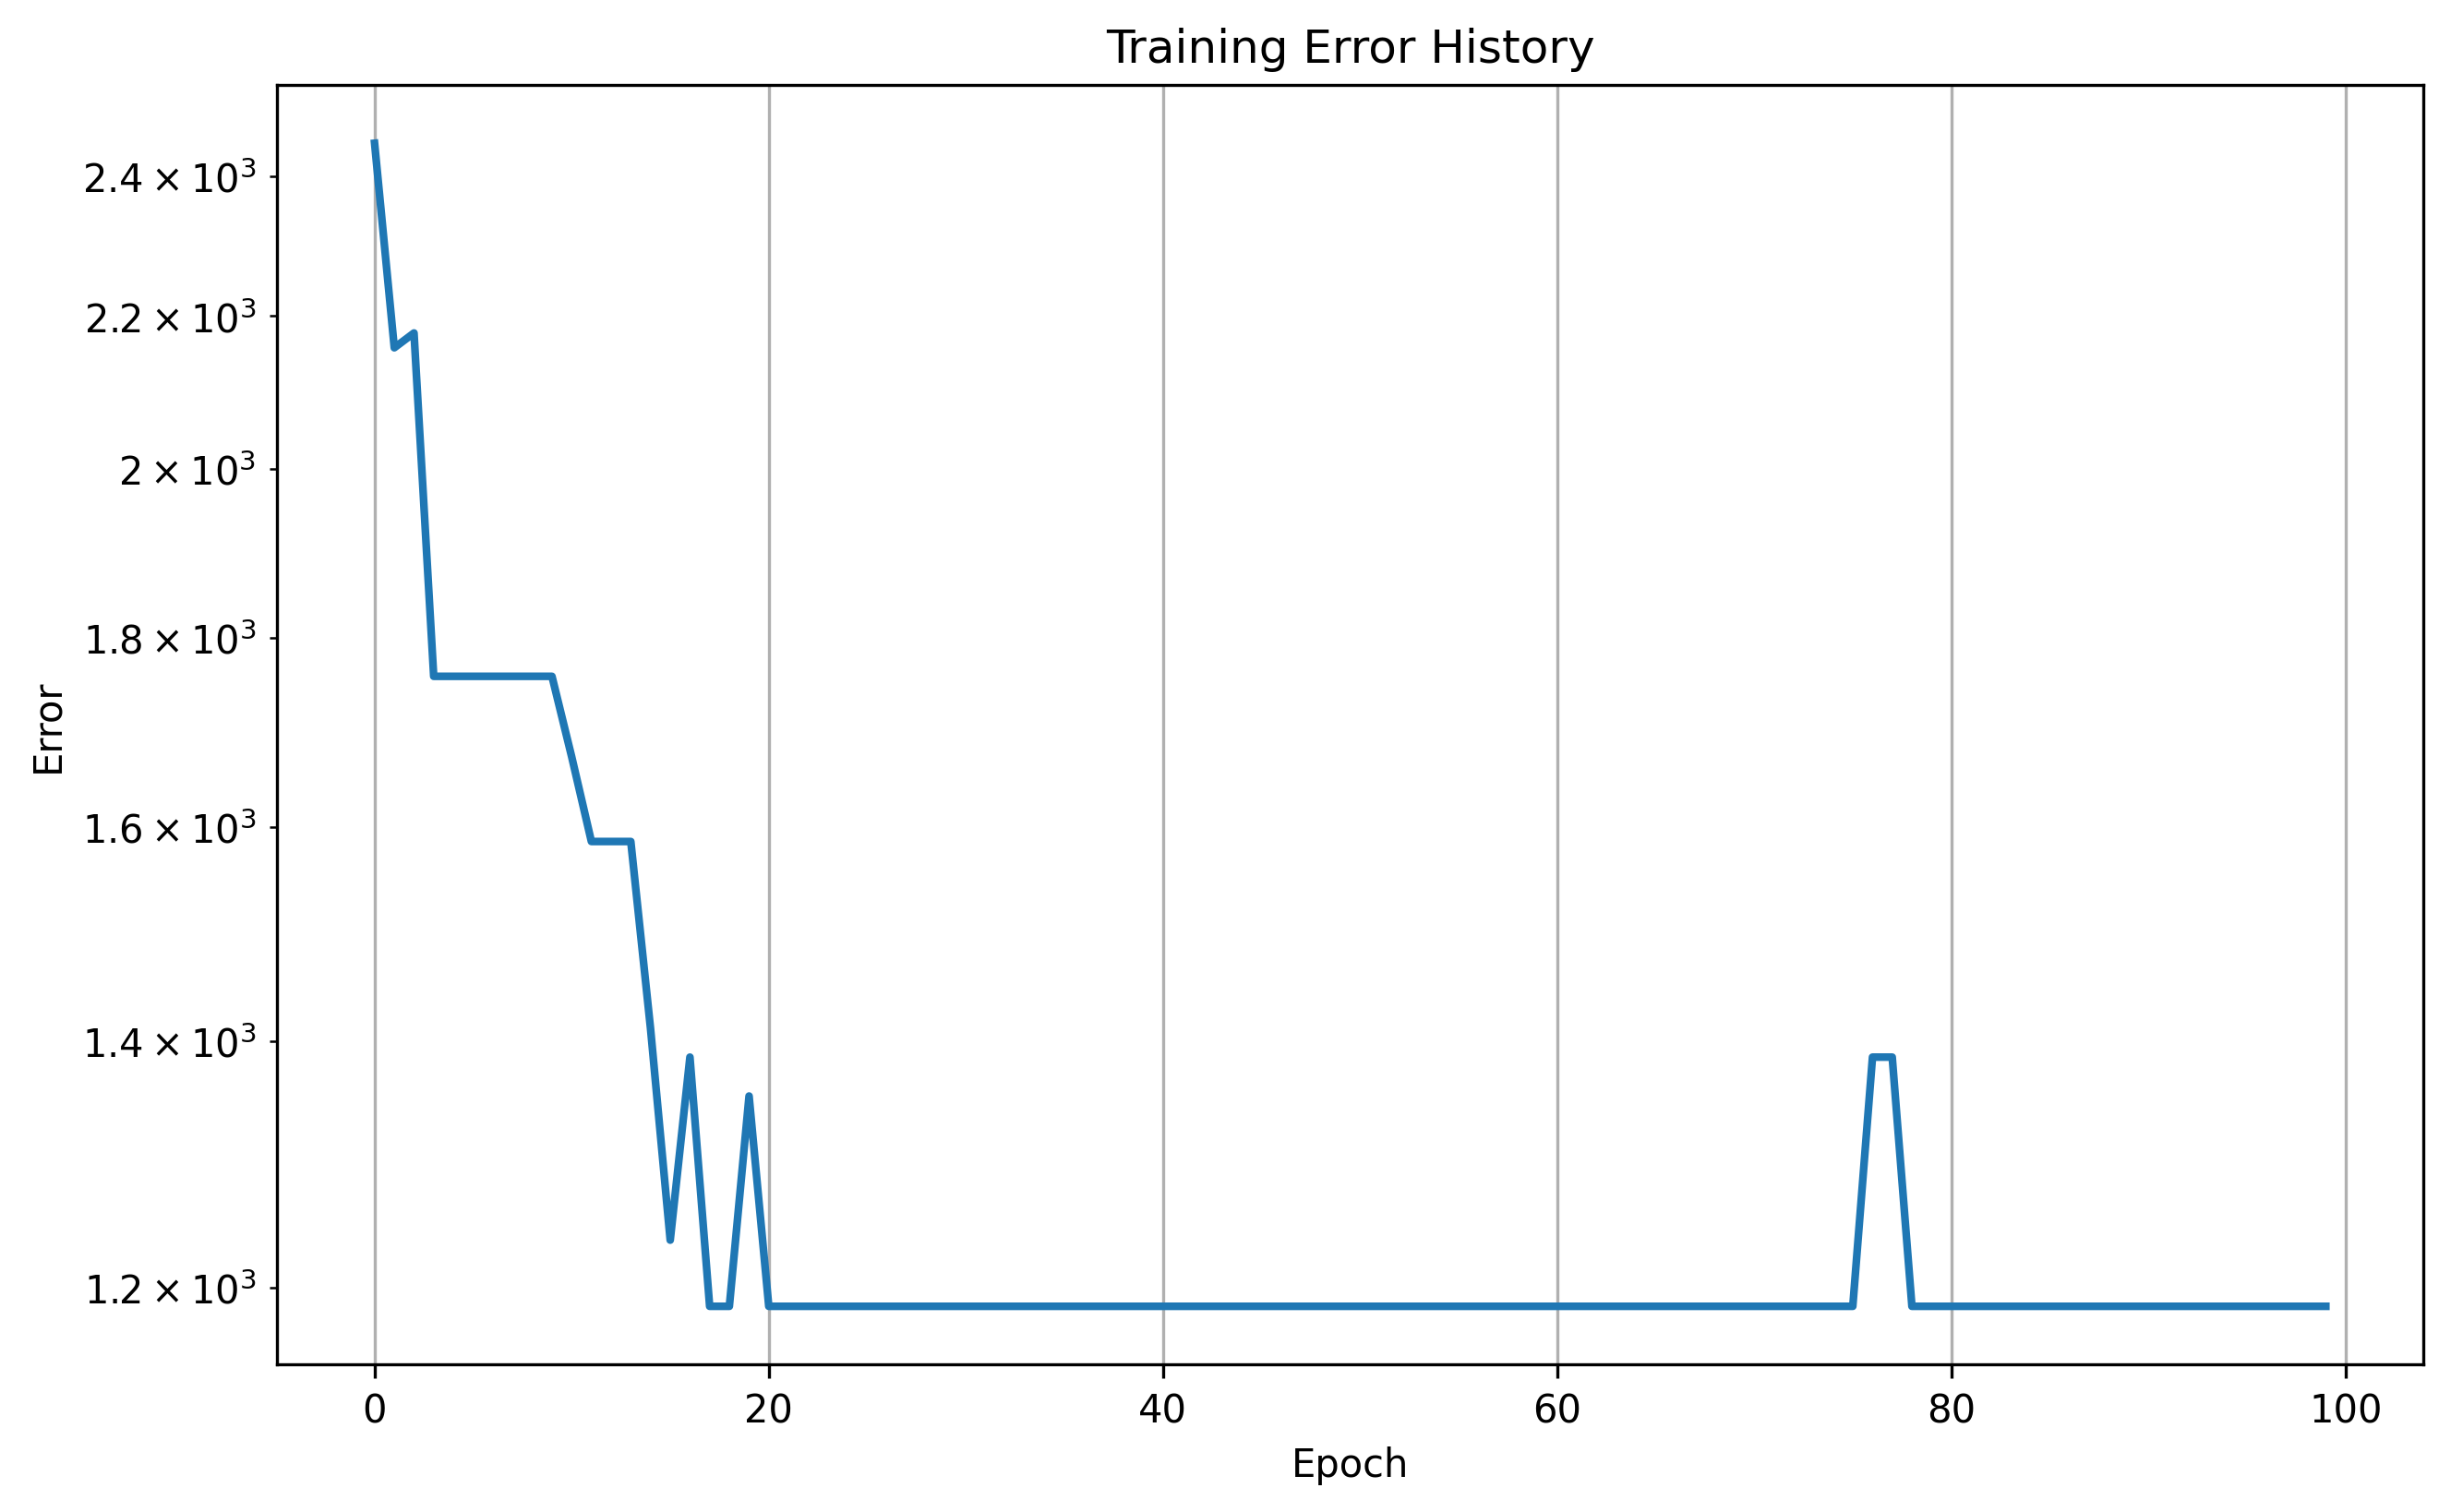 Training Error History
2.4 × 10³
2.2 × 10³
2 × 10³
1.8 × 10³
1.6 × 10³
1.4 × 10³
1.2 × 10³
Error
0 20 40 60 80 100
Epoch